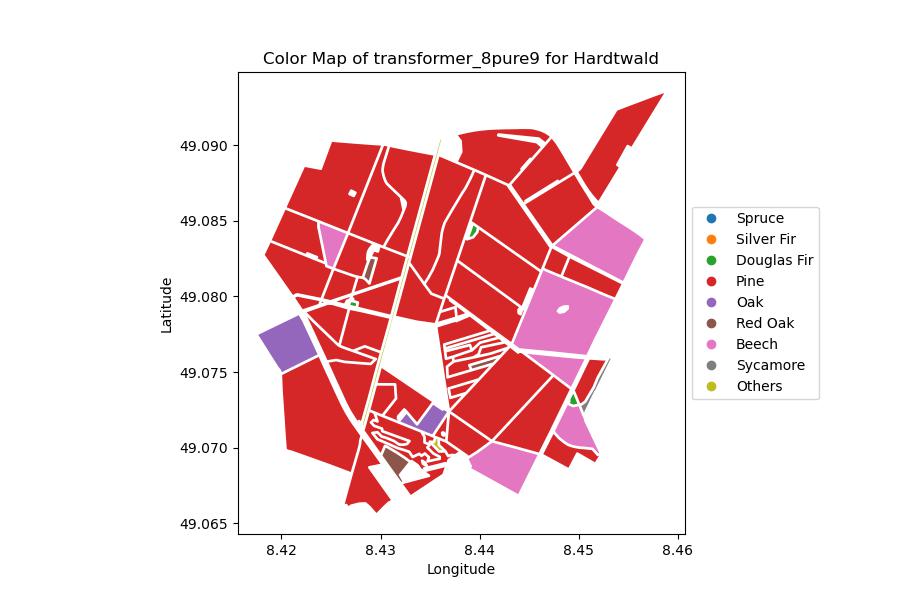 Color Map of transformer_8pure9 for Hardtwald
49.090
49.085
49.080
49.075
49.070
49.065
Latitude
8.42 8.43 8.44 8.45 8.46
Longitude
Spruce
Silver Fir
Douglas Fir
Pine
Oak
Red Oak
Beech
Sycamore
Others